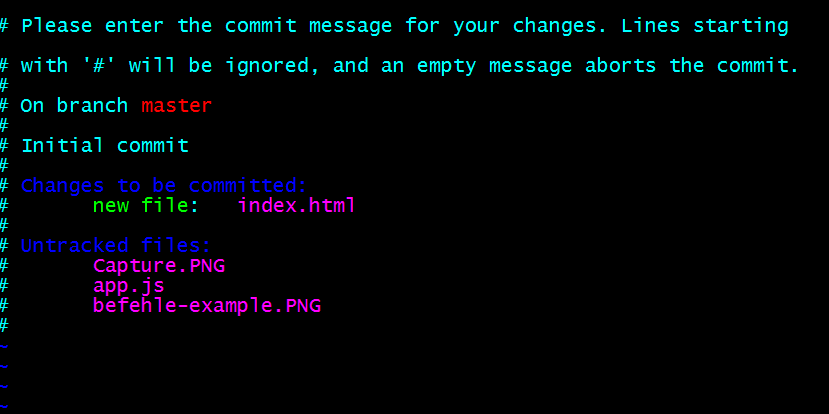 # Please enter the commit message for your changes. Lines starting
# with '#' will be ignored, and an empty message aborts the commit.
#
# On branch master
#
# Initial commit
#
# Changes to be committed:
#       new file:   index.html
#
# Untracked files:
#       Capture.PNG
#       app.js
#       befehle-example.PNG
#
~
~
~
~